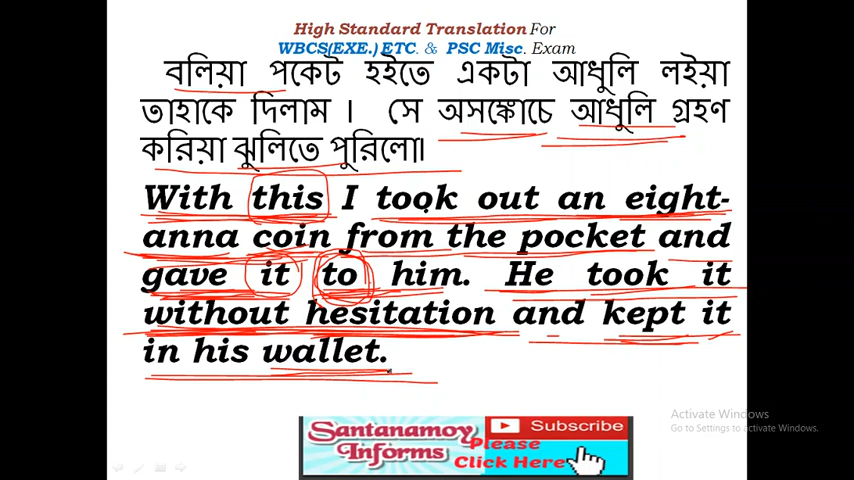 High Standard Translation For
WBCS(EXE.) ETC. & PSC Misc. Exam
বলিয়া পকেট হইতে একটা আধুলি লইয়া
তাহাকে দিলাম । সে অসঙ্কোচে আধুলি গ্রহণ
করিয়া ঝুলিতে পুরিলো।
With this I took out an eight-
anna coin from the pocket and
gave it to him. He took it
without hesitation and kept it
in his wallet.
Activate Windows
Go to Settings to activate Windows.
Santanamoy
Informs
Subscribe
Please
Click Here